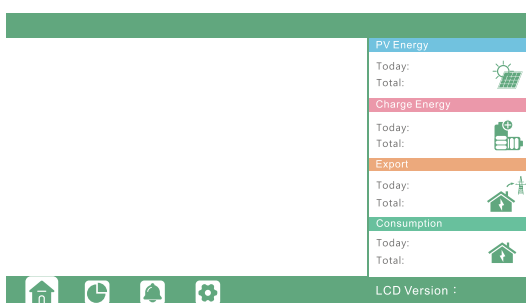 PV Energy
Today:
Total:
Charge Energy
Today:
Total:
Export
Today:
Total:
Consumption
Today:
Total:
LCD Version：